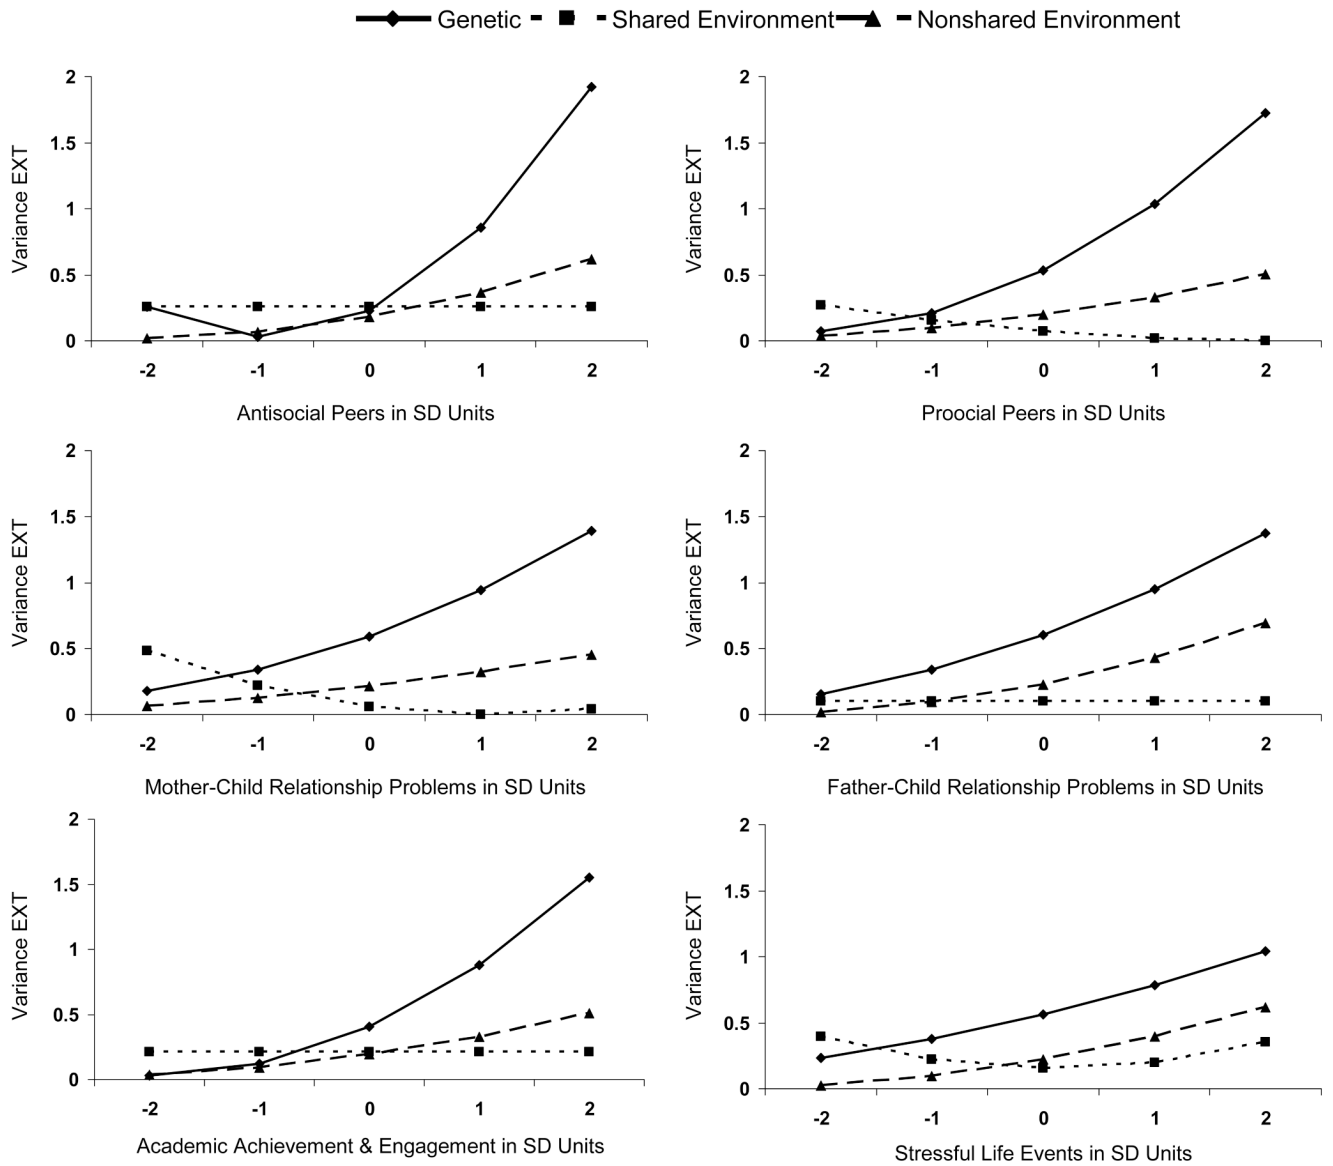 Genetic Shared Environment Nonshared Environment
Variance EXT
2
1.5
1
0.5
0
-2 -1 0 1 2
Antisocial Peers in SD Units
Variance EXT
2
1.5
1
0.5
0
-2 -1 0 1 2
Proocial Peers in SD Units
Variance EXT
2
1.5
1
0.5
0
-2 -1 0 1 2
Mother-Child Relationship Problems in SD Units
Variance EXT
2
1.5
1
0.5
0
-2 -1 0 1 2
Father-Child Relationship Problems in SD Units
Variance EXT
2
1.5
1
0.5
0
-2 -1 0 1 2
Academic Achievement & Engagement in SD Units
Variance EXT
2
1.5
1
0.5
0
-2 -1 0 1 2
Stressful Life Events in SD Units